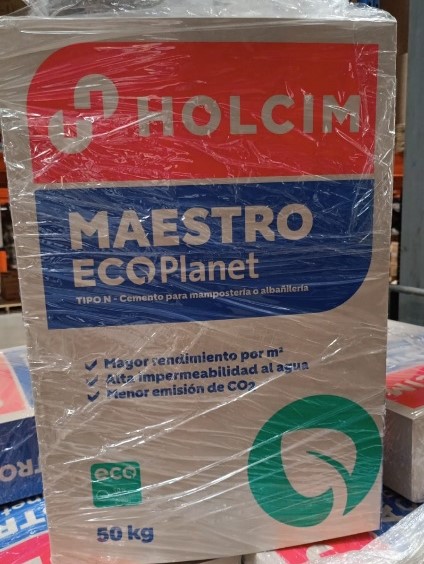 HOLCIM
MAESTRO
ECOPlanet
TIPO N - Cemento para mampostería o albañilería
Mayor rendimiento por m²
Alta impermeabilidad al agua
Menor emisión de CO₂
eco
50 kg